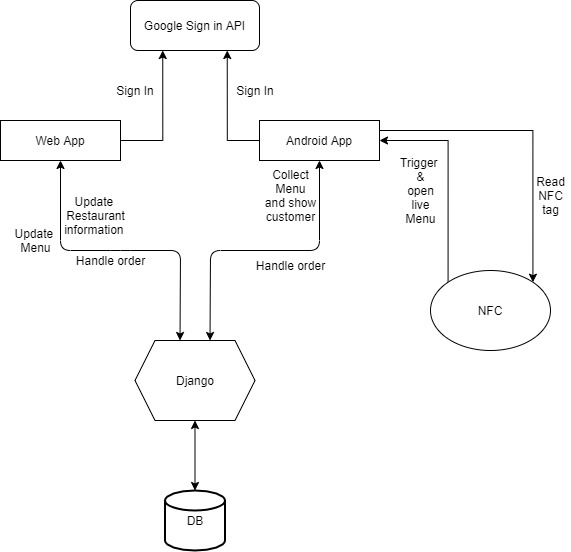 Google Sign in API
Sign In
Sign In
Web App
Android App
Update
Restaurant
information
Update
Menu
Handle order
Collect
Menu
and show
customer
Handle order
Trigger
&
open
live
Menu
Read
NFC
tag
NFC
Django
DB